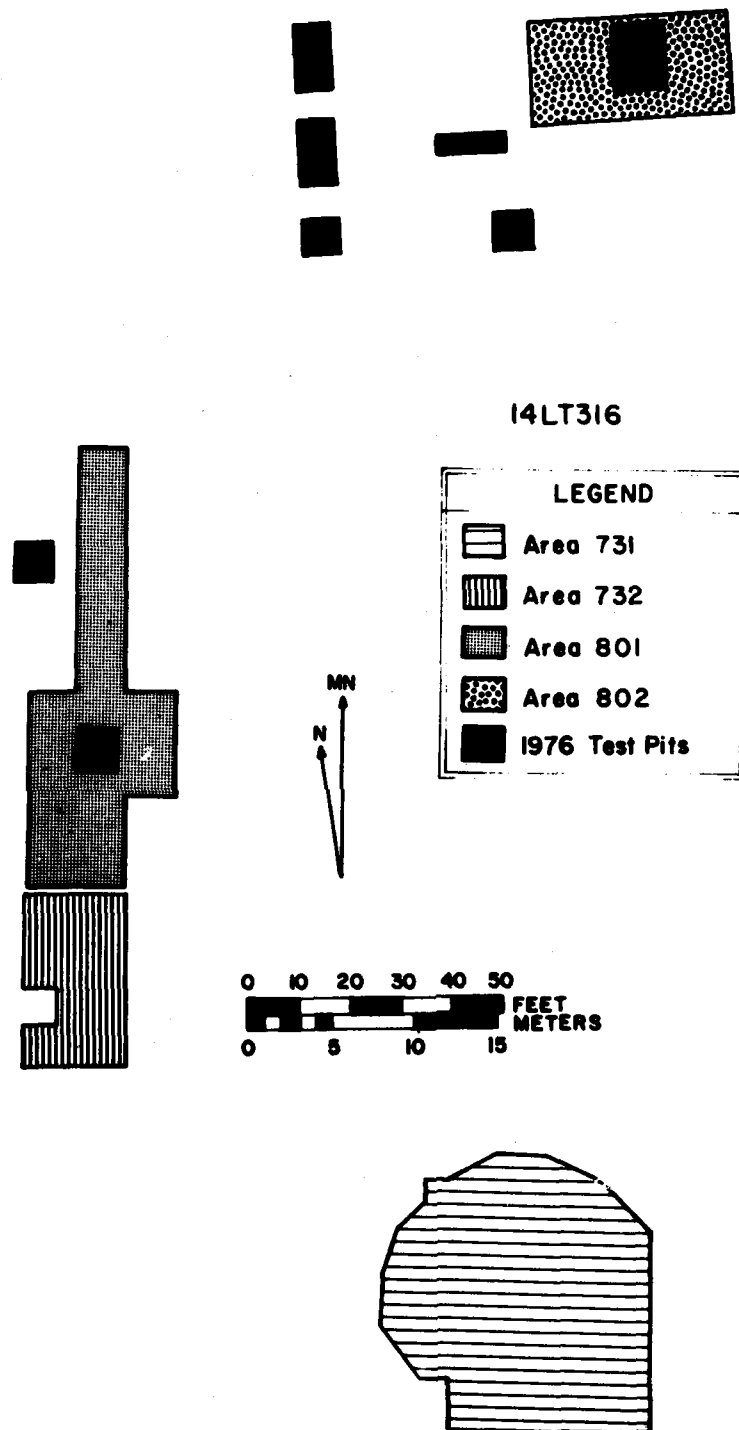 14LT316
LEGEND
Area 731
Area 732
Area 801
Area 802
1976 Test Pits
MN
N
0 10 20 30 40 50
FEET
METERS
0 5 10 15